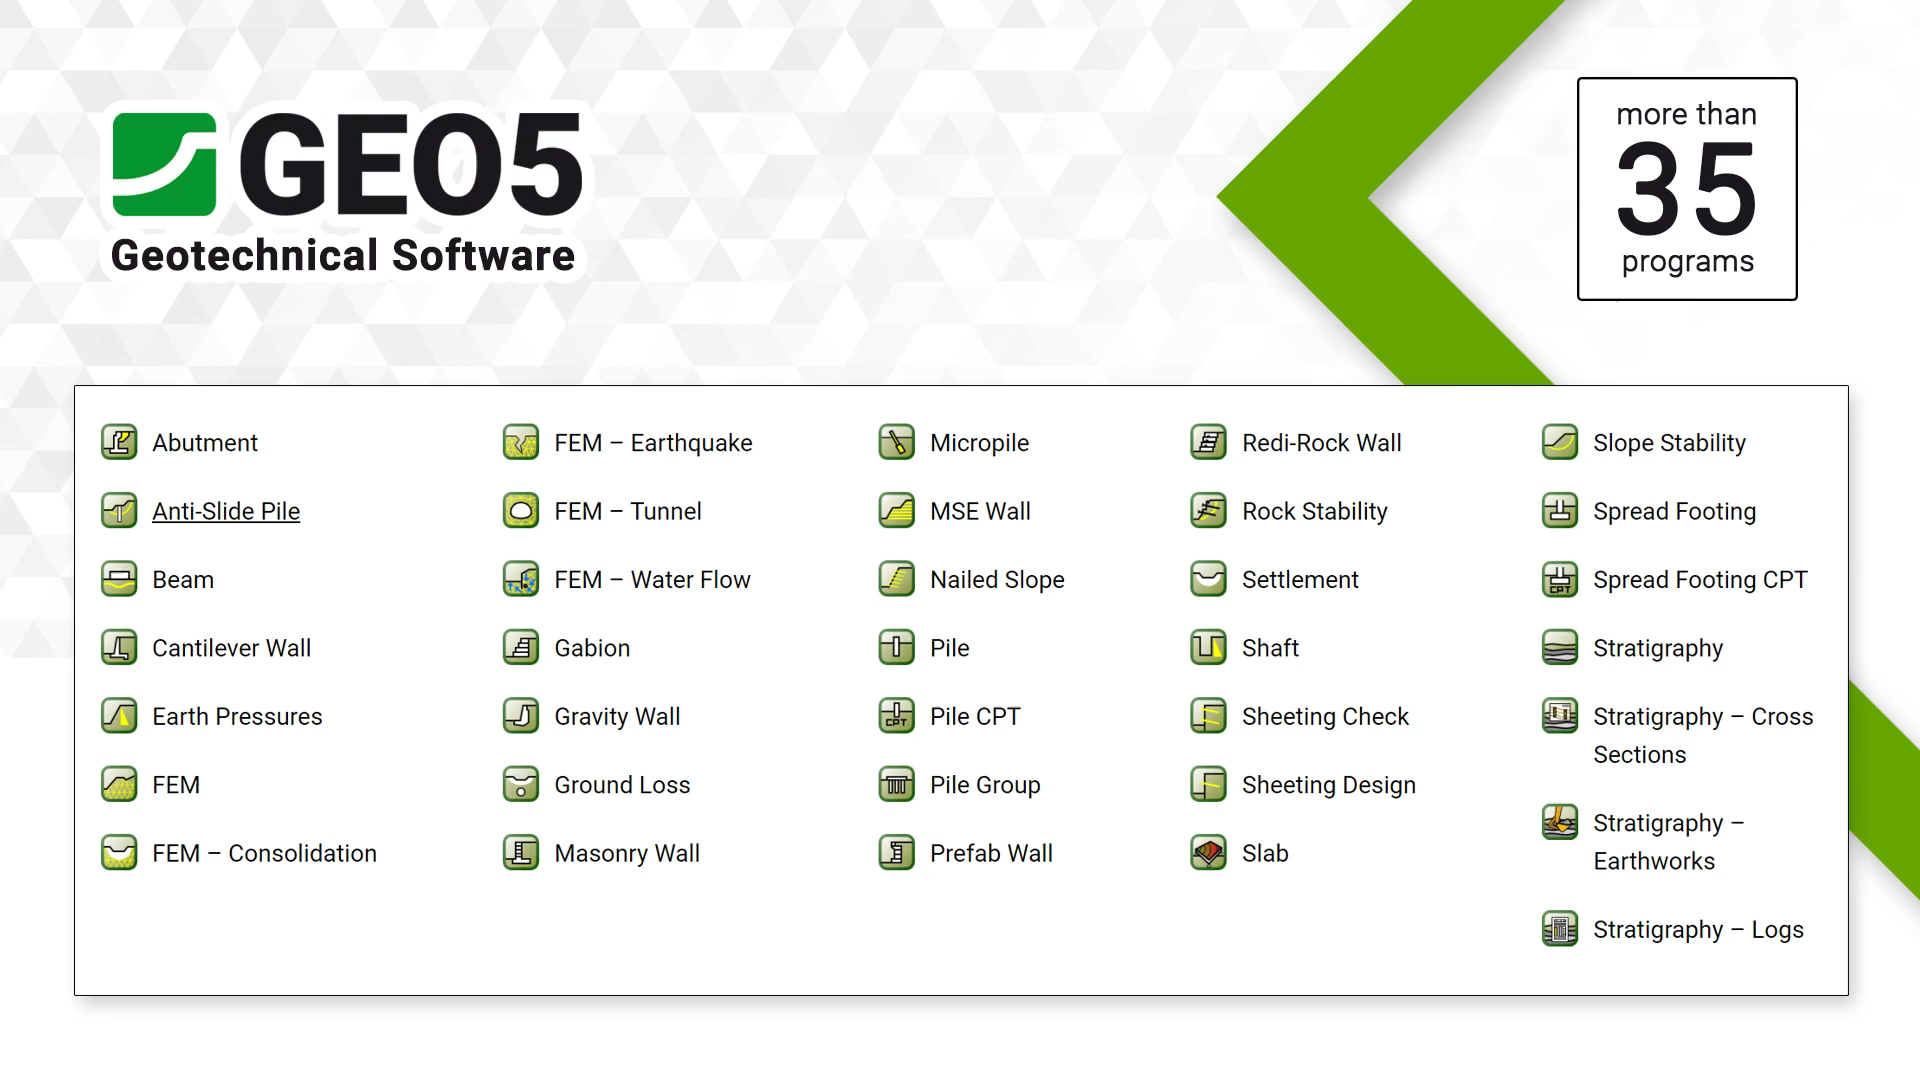 GEO5
Geotechnical Software
more than
35
programs
Abutment
Anti-Slide Pile
Beam
Cantilever Wall
Earth Pressures
FEM
FEM – Consolidation
FEM – Earthquake
FEM – Tunnel
FEM – Water Flow
Gabion
Gravity Wall
Ground Loss
Masonry Wall
Micropile
MSE Wall
Nailed Slope
Pile
CPT
Pile CPT
Pile Group
Prefab Wall
Redi-Rock Wall
Rock Stability
Settlement
Shaft
Sheeting Check
Sheeting Design
Slab
Slope Stability
Spread Footing
CPT
Spread Footing CPT
Stratigraphy
Stratigraphy – Cross
Sections
Stratigraphy –
Earthworks
Stratigraphy – Logs